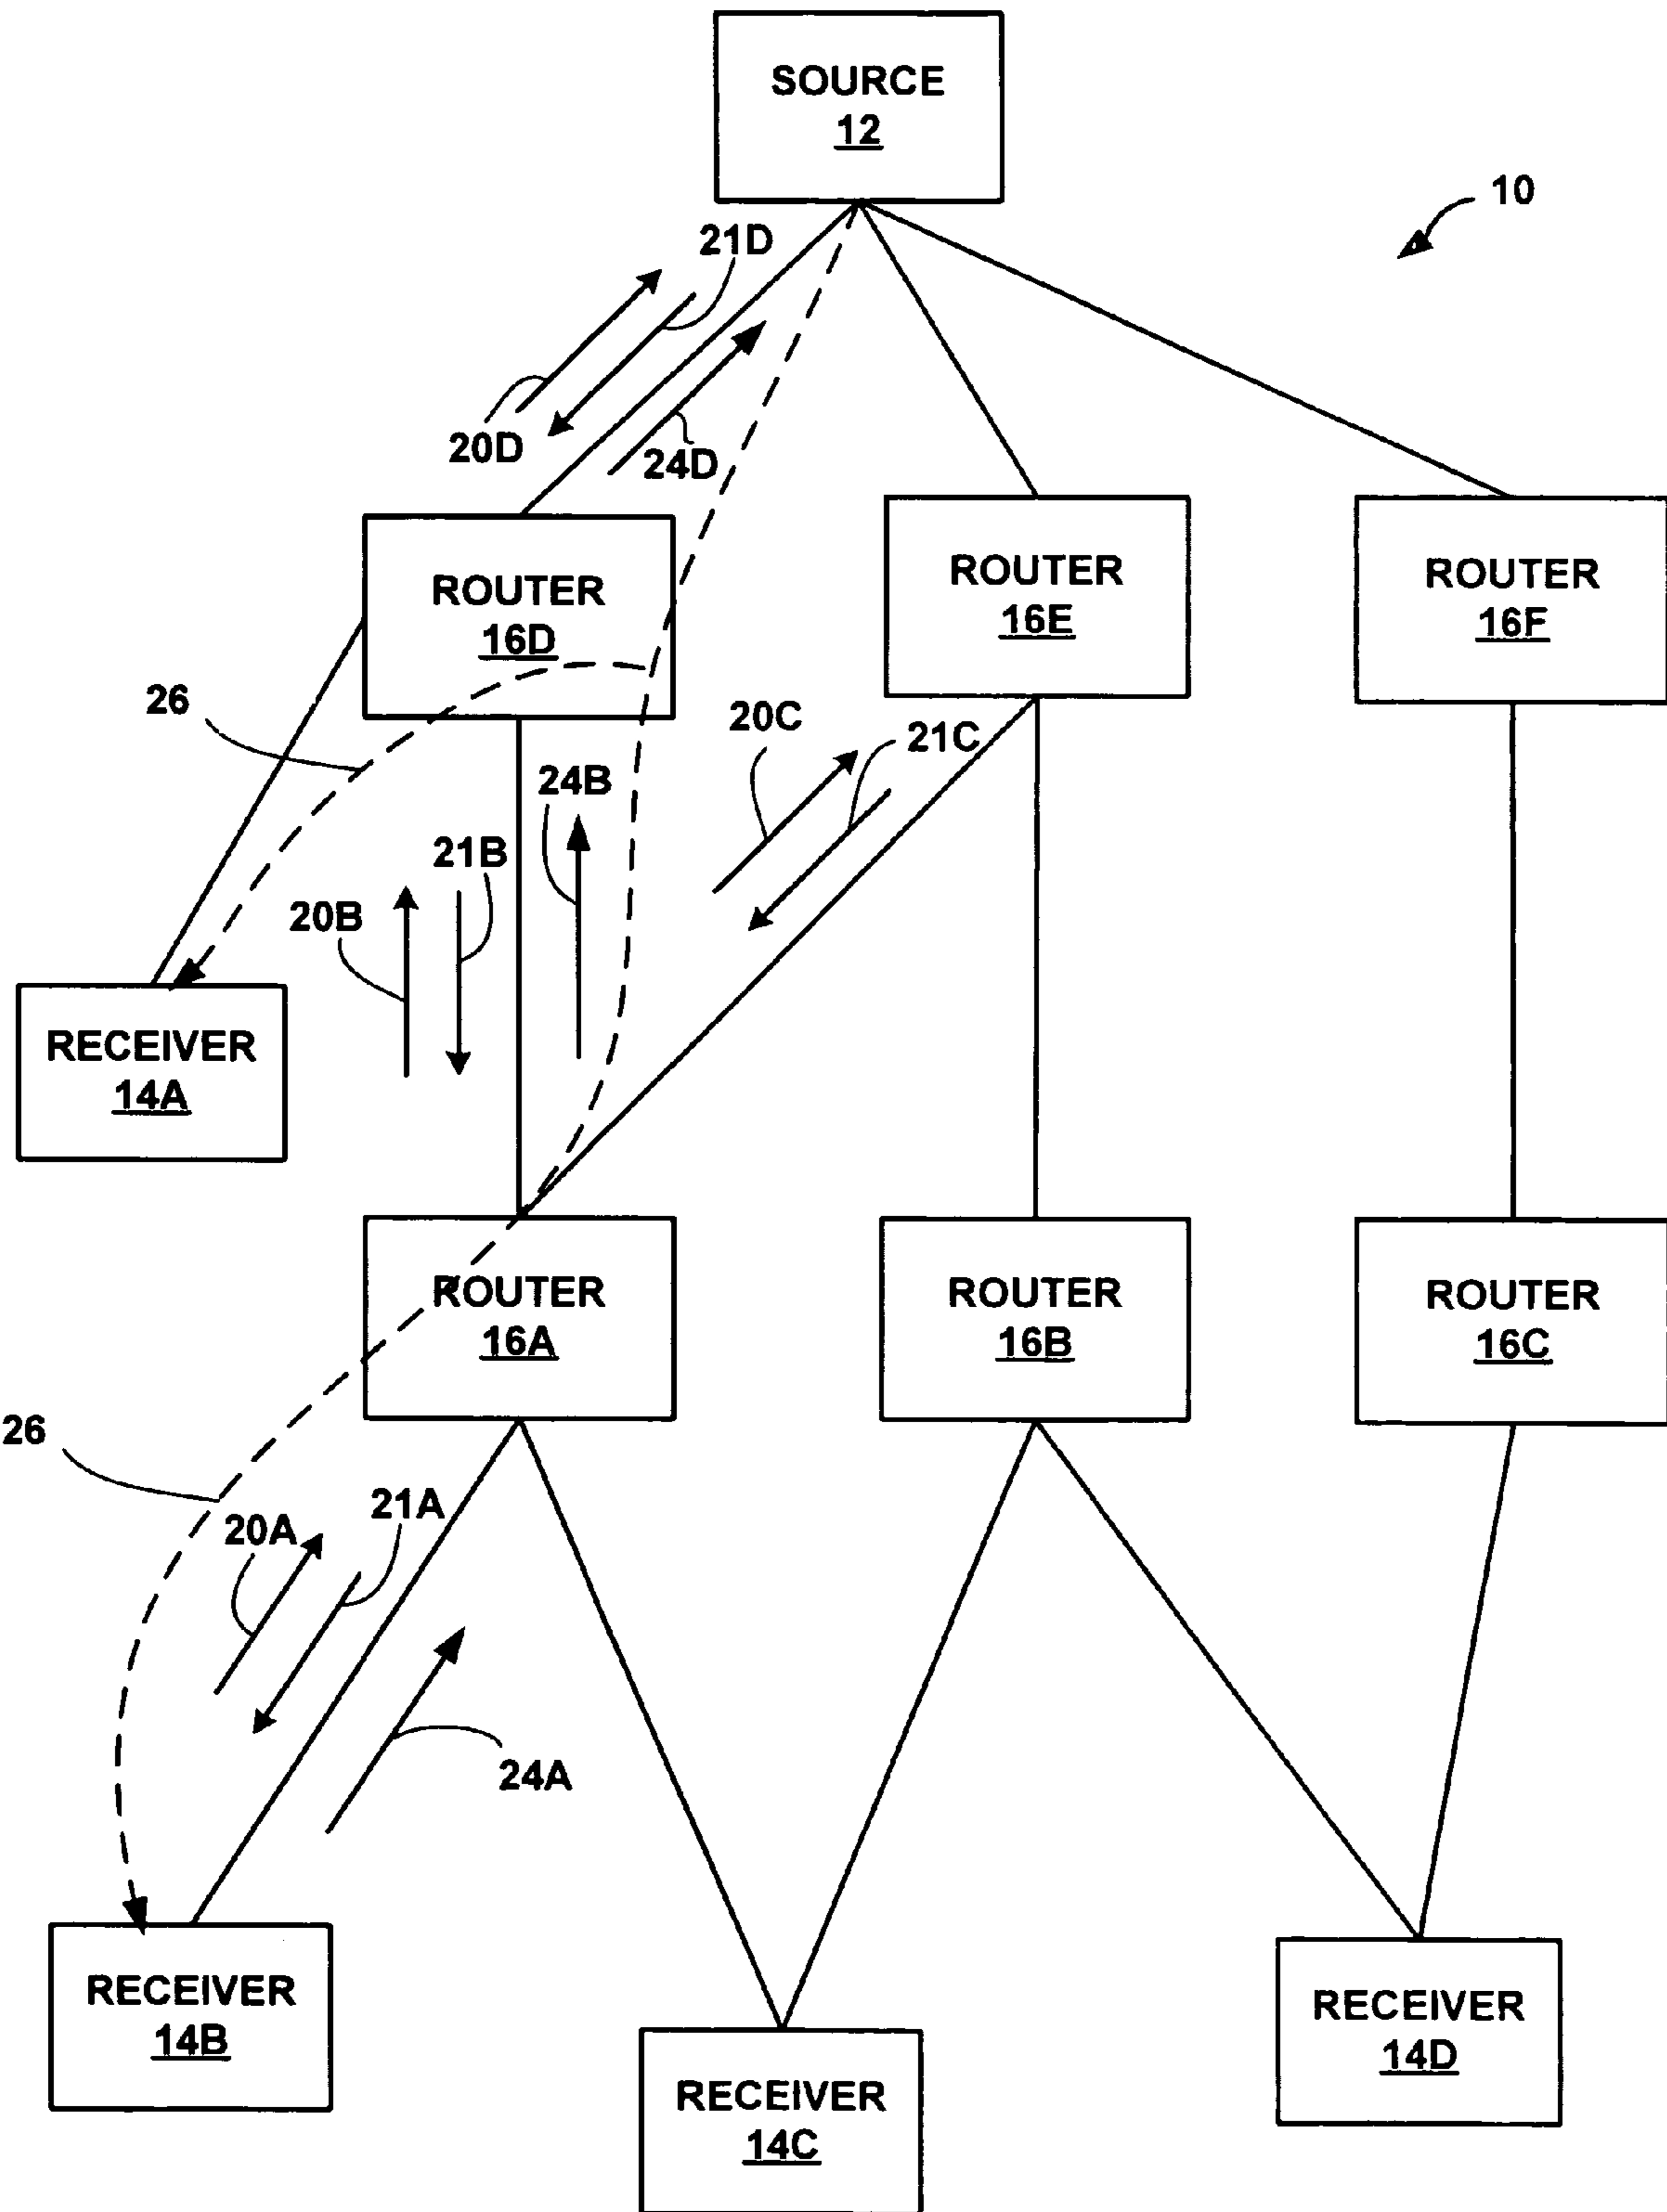 SOURCE
12
10
21D
20D
24D
ROUTER
16D
ROUTER
16E
ROUTER
16F
26
20C
21C
24B
21B
20B
RECEIVER
14A
ROUTER
16A
ROUTER
16B
ROUTER
16C
26
20A
21A
24A
RECEIVER
14B
RECEIVER
14C
RECEIVER
14D